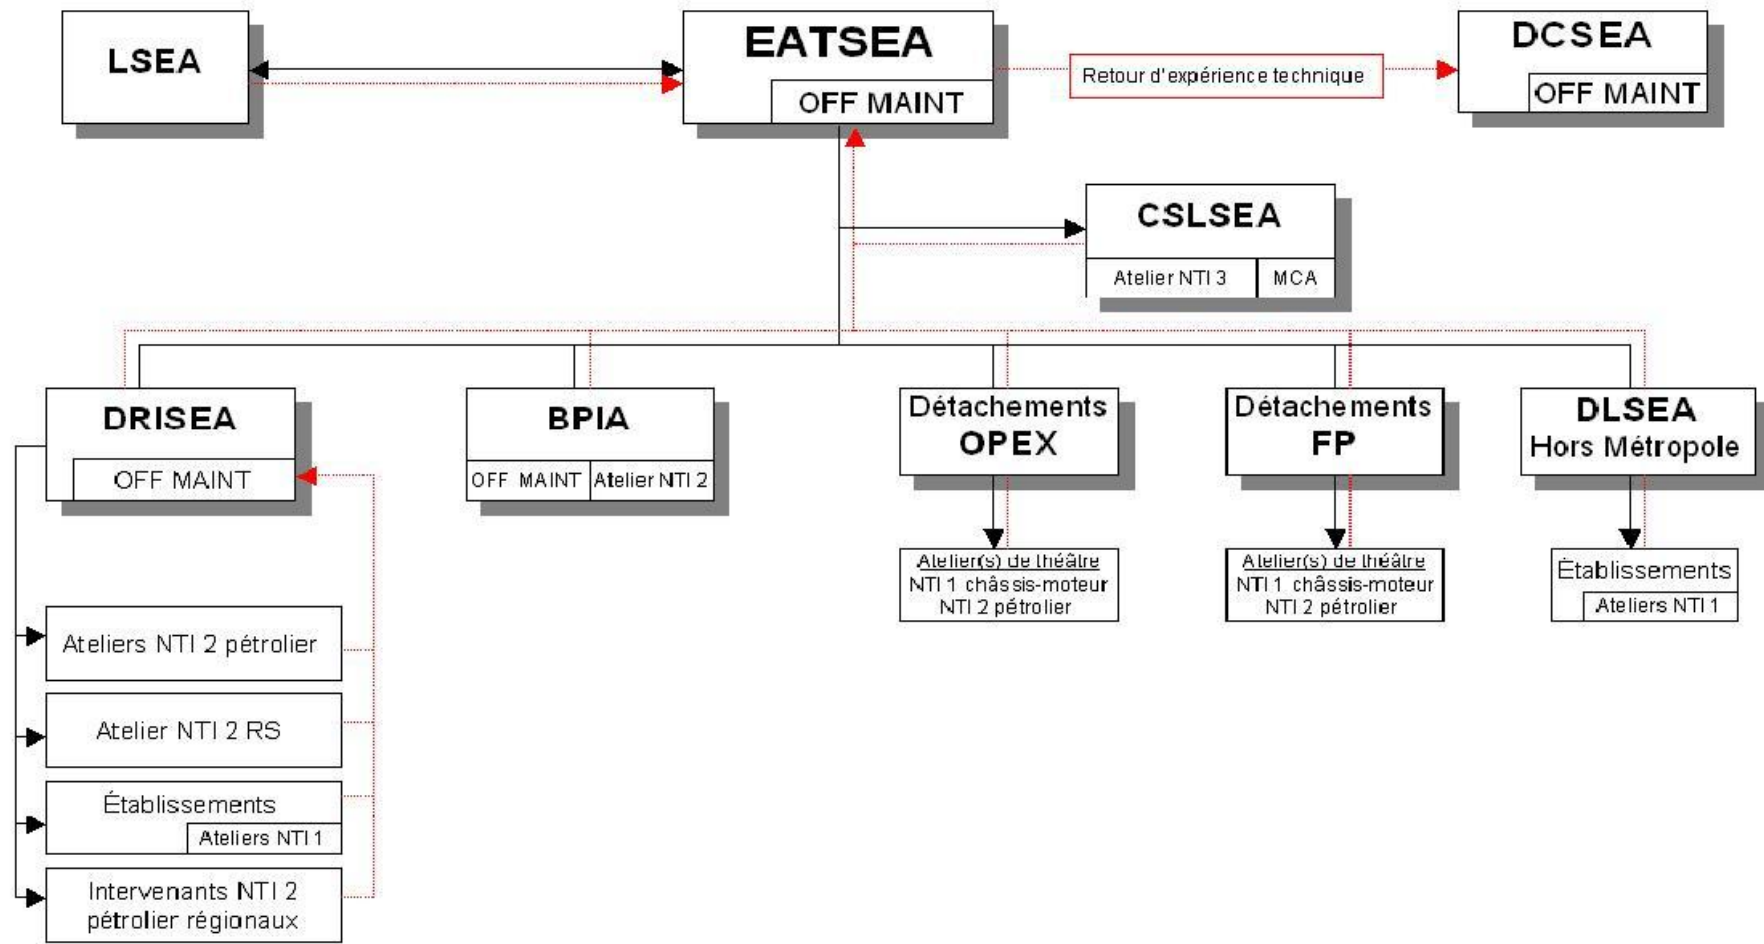 LSEA
EATSEA
OFF MAINT
Retour d'expérience technique
DCSEA
OFF MAINT
CSLSEA
Atelier NTI 3
MCA
DRISEA
OFF MAINT
BPIA
OFF MAINT
Atelier NTI 2
Détachements
OPEX
Détachements
FP
DLSEA
Hors Métropole
Atelier(s) de théâtre
NTI 1 châssis-moteur
NTI 2 pétrolier
Atelier(s) de théâtre
NTI 1 châssis-moteur
NTI 2 pétrolier
Établissements
Ateliers NTI 1
Ateliers NTI 2 pétrolier
Atelier NTI 2 RS
Établissements
Ateliers NTI 1
Intervenants NTI 2
pétrolier régionaux